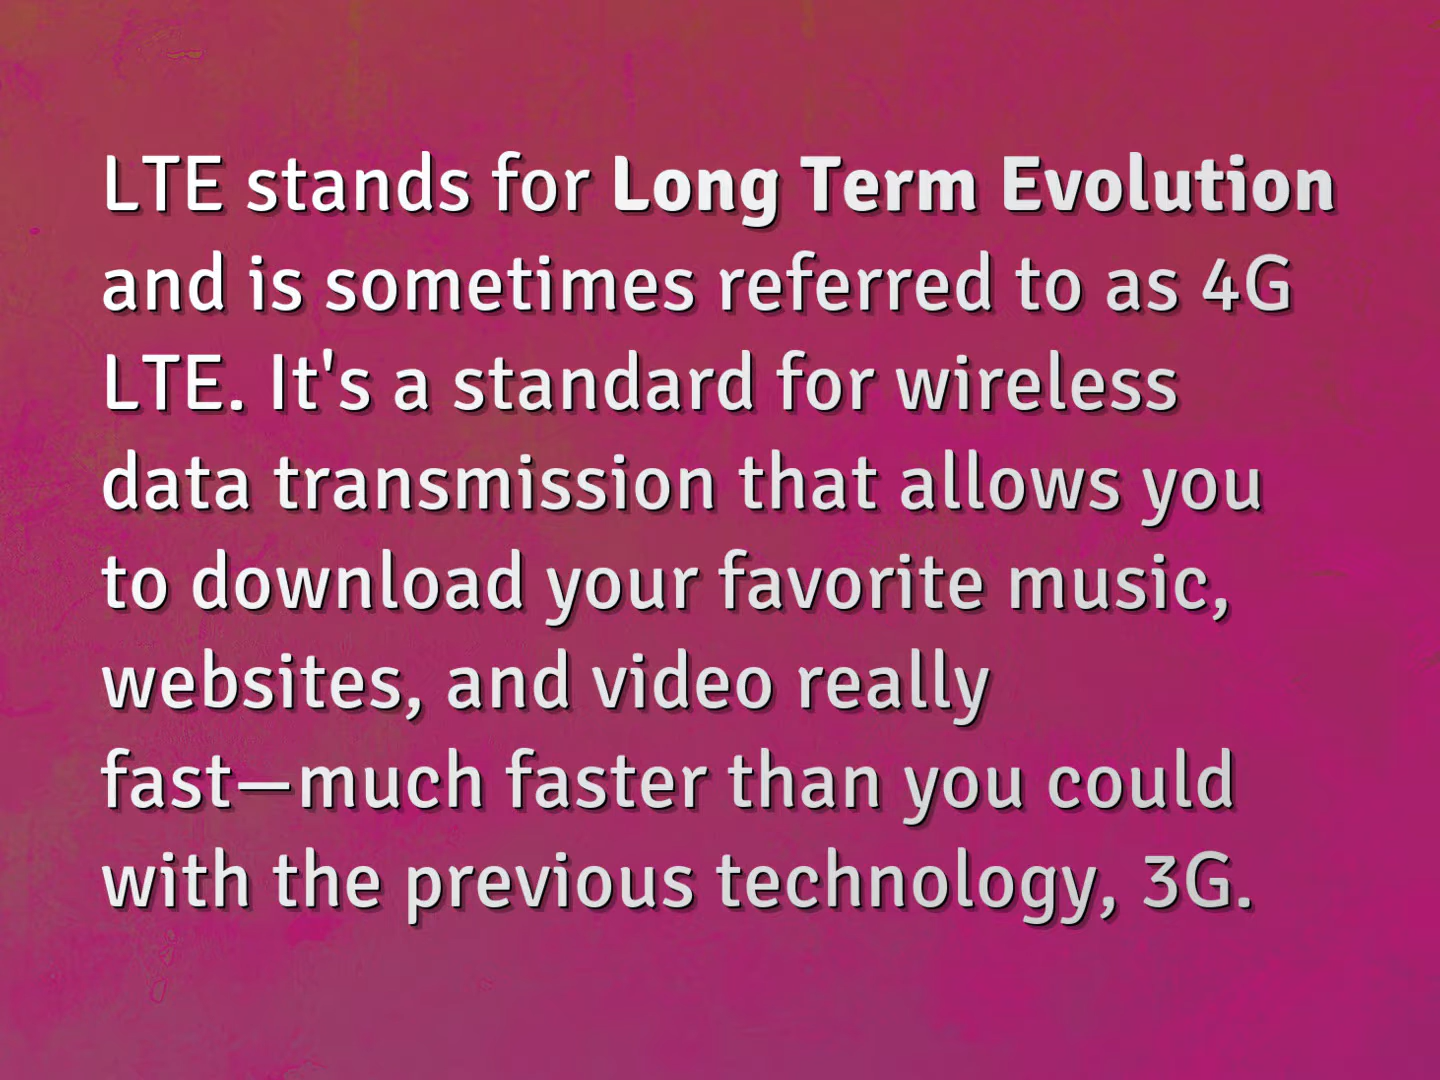 LTE stands for Long Term Evolution
and is sometimes referred to as 4G
LTE. It's a standard for wireless
data transmission that allows you
to download your favorite music,
websites, and video really
fast—much faster than you could
with the previous technology, 3G.